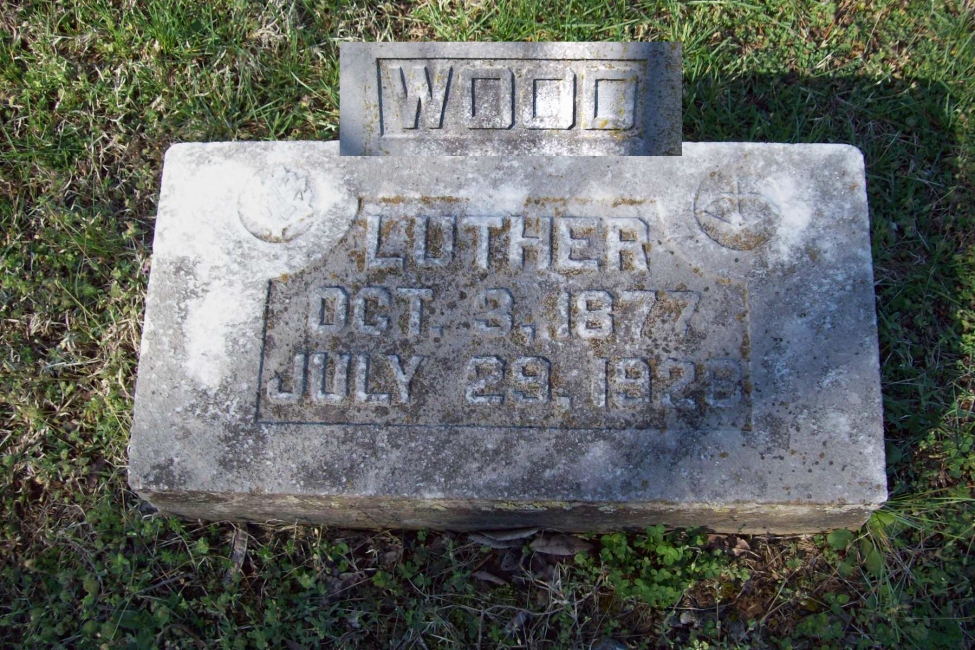 WOOD
LUTHER
OCT. 3, 1877
JULY 29, 1928